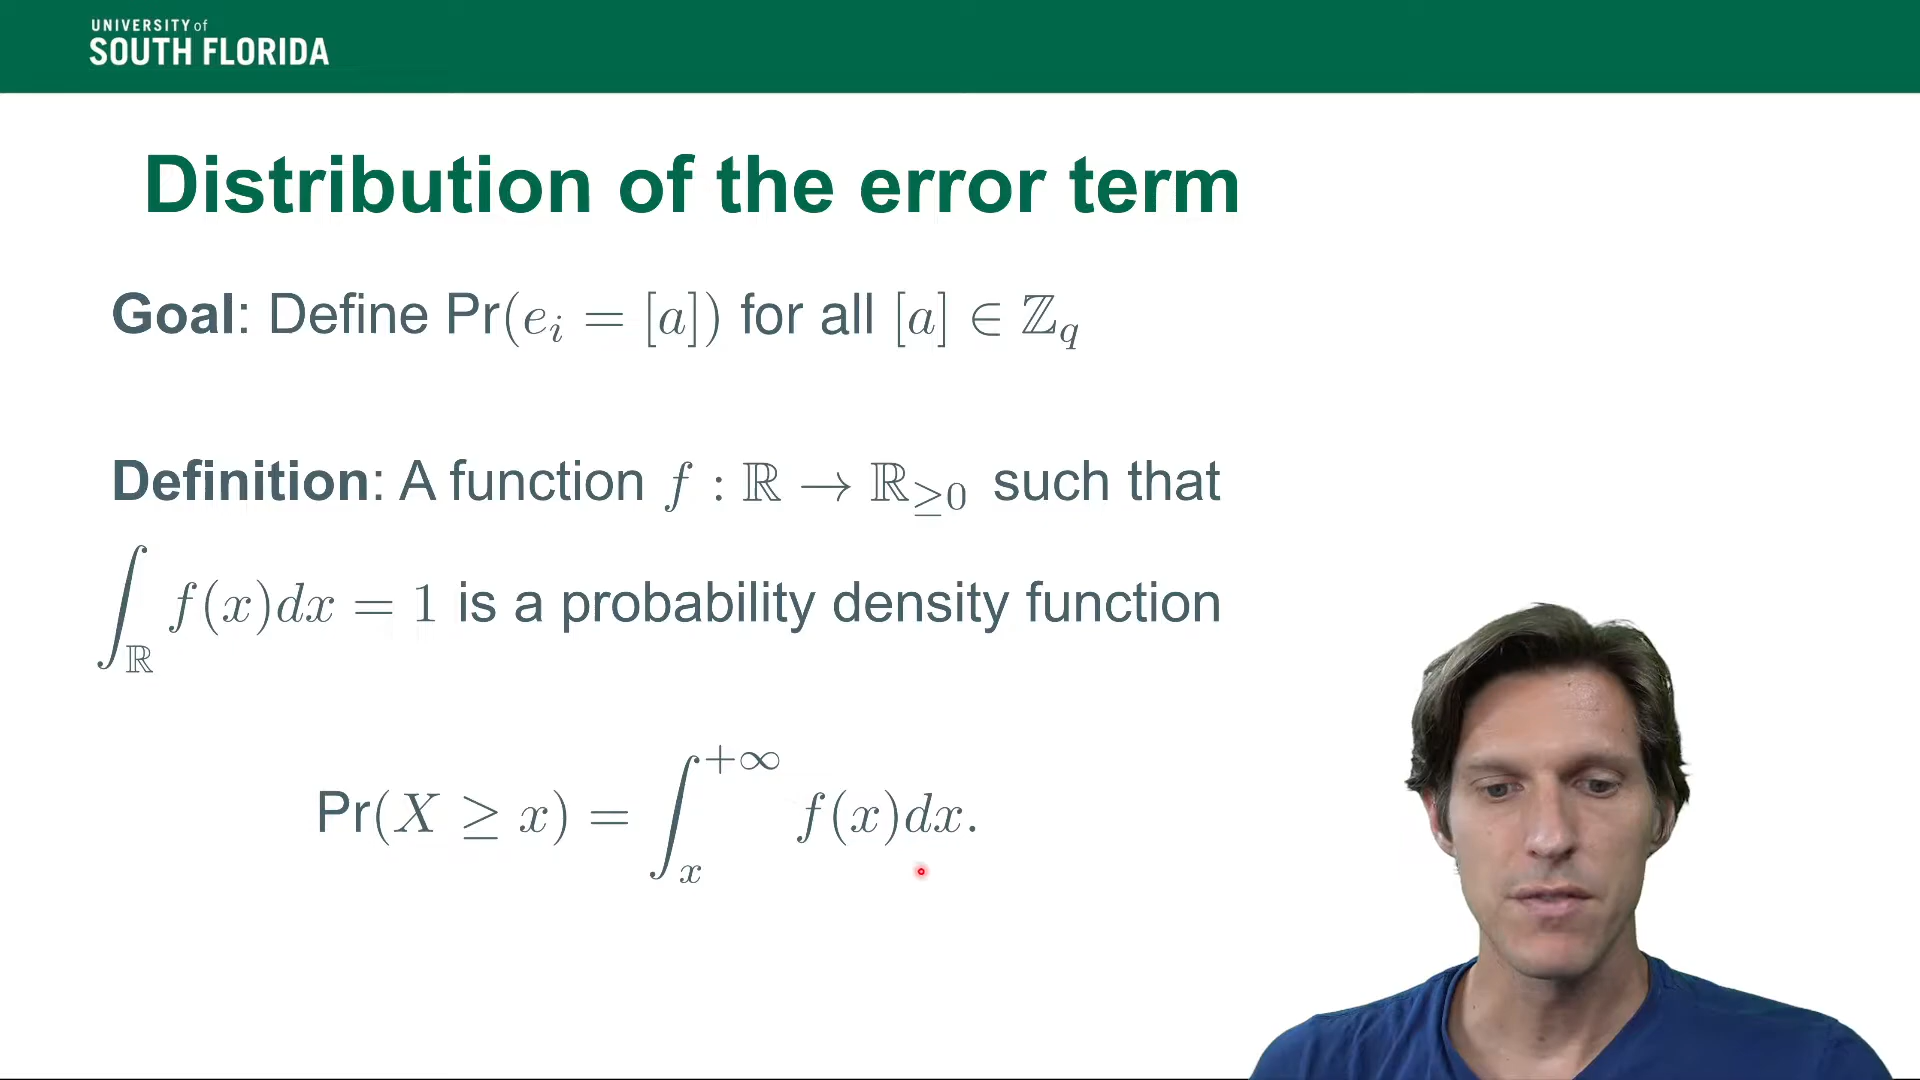 UNIVERSITY of
SOUTH FLORIDA
Distribution of the error term
Goal: Define Pr(e_i = [a]) for all [a] ∈ ℤ_q
Definition: A function f : ℝ → ℝ_≥0 such that
∫_ℝ f(x)dx = 1 is a probability density function
Pr(X ≥ x) = ∫_x^{+∞} f(x)dx.